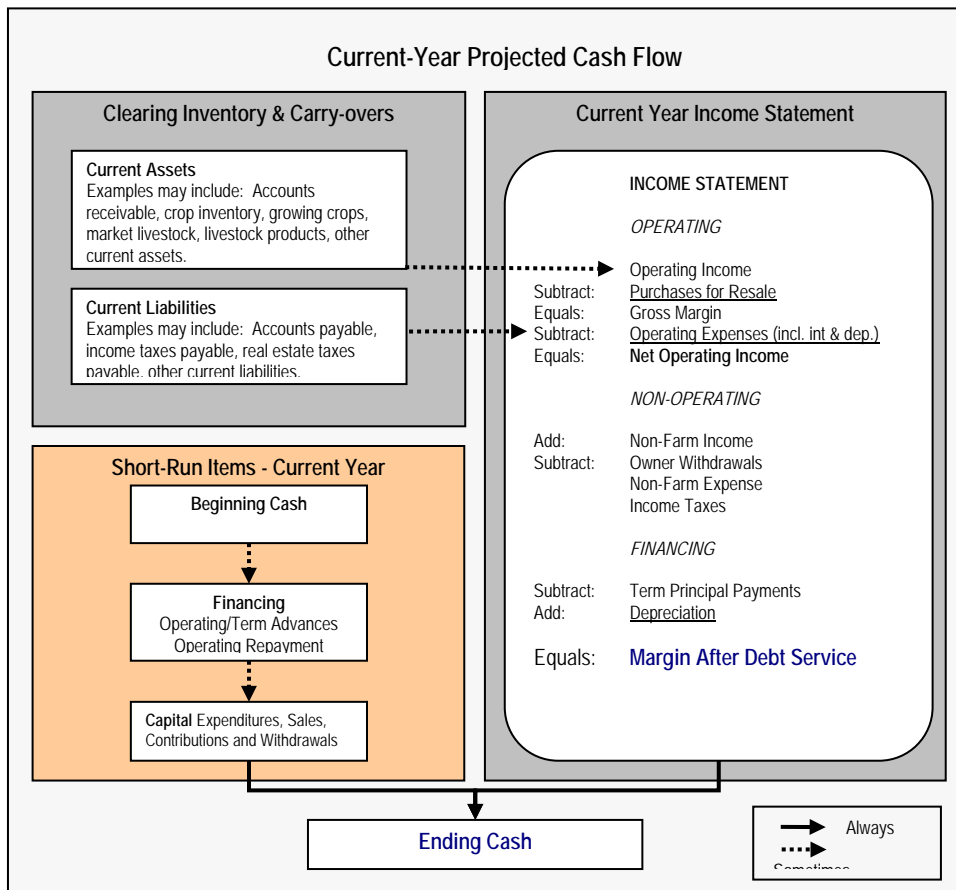 Current-Year Projected Cash Flow
Clearing Inventory & Carry-overs
Current Assets
Examples may include: Accounts
receivable, crop inventory, growing crops,
market livestock, livestock products, other
current assets.
Current Liabilities
Examples may include: Accounts payable,
income taxes payable, real estate taxes
payable, other current liabilities.
Short-Run Items - Current Year
Beginning Cash
Financing
Operating/Term Advances
Operating Repayment
Capital Expenditures, Sales,
Contributions and Withdrawals
Current Year Income Statement
INCOME STATEMENT
OPERATING
Operating Income
Subtract: Purchases for Resale
Equals: Gross Margin
Subtract: Operating Expenses (incl. int & dep.)
Equals: Net Operating Income
NON-OPERATING
Add: Non-Farm Income
Subtract: Owner Withdrawals
Non-Farm Expense
Income Taxes
FINANCING
Subtract: Term Principal Payments
Add: Depreciation
Equals: Margin After Debt Service
Ending Cash
Always
Sometimes